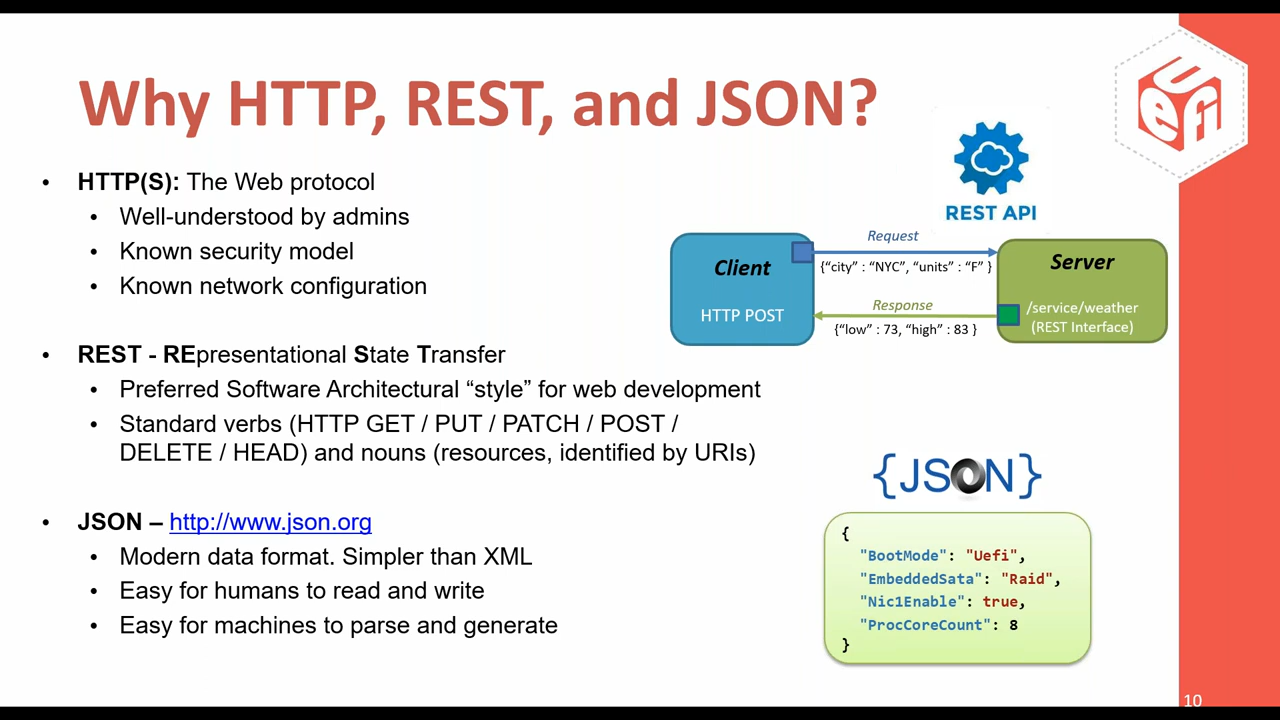 Why HTTP, REST, and JSON?
uefi
• HTTP(S): The Web protocol
• Well-understood by admins
• Known security model
• Known network configuration
• REST - REpresentational State Transfer
• Preferred Software Architectural “style” for web development
• Standard verbs (HTTP GET / PUT / PATCH / POST /
DELETE / HEAD) and nouns (resources, identified by URIs)
• JSON – http://www.json.org
• Modern data format. Simpler than XML
• Easy for humans to read and write
• Easy for machines to parse and generate
REST API
Client
HTTP POST
Request
{“city” : “NYC”, “units” : “F” }
Response
{“low” : 73, “high” : 83 }
Server
/service/weather
(REST Interface)
{JSON}
{
"BootMode": "Uefi",
"EmbeddedSata": "Raid",
"Nic1Enable": true,
"ProcCoreCount": 8
}
10